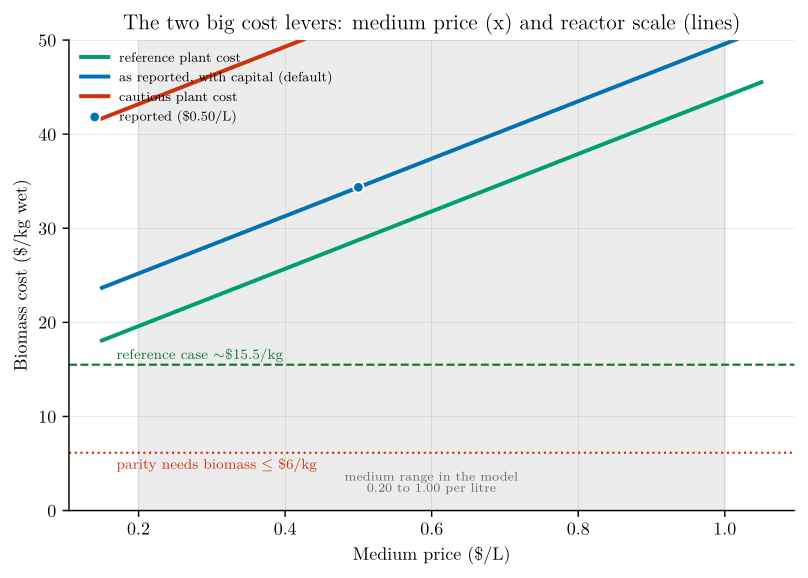 The two big cost levers: medium price (x) and reactor scale (lines)
50
40
30
20
10
0
Biomass cost ($/kg wet)
reference plant cost
as reported, with capital (default)
cautious plant cost
reported ($0.50/L)
reference case ~$15.5/kg
parity needs biomass ≤ $6/kg
medium range in the model
0.20 to 1.00 per litre
0.2
0.4
0.6
0.8
1.0
Medium price ($/L)